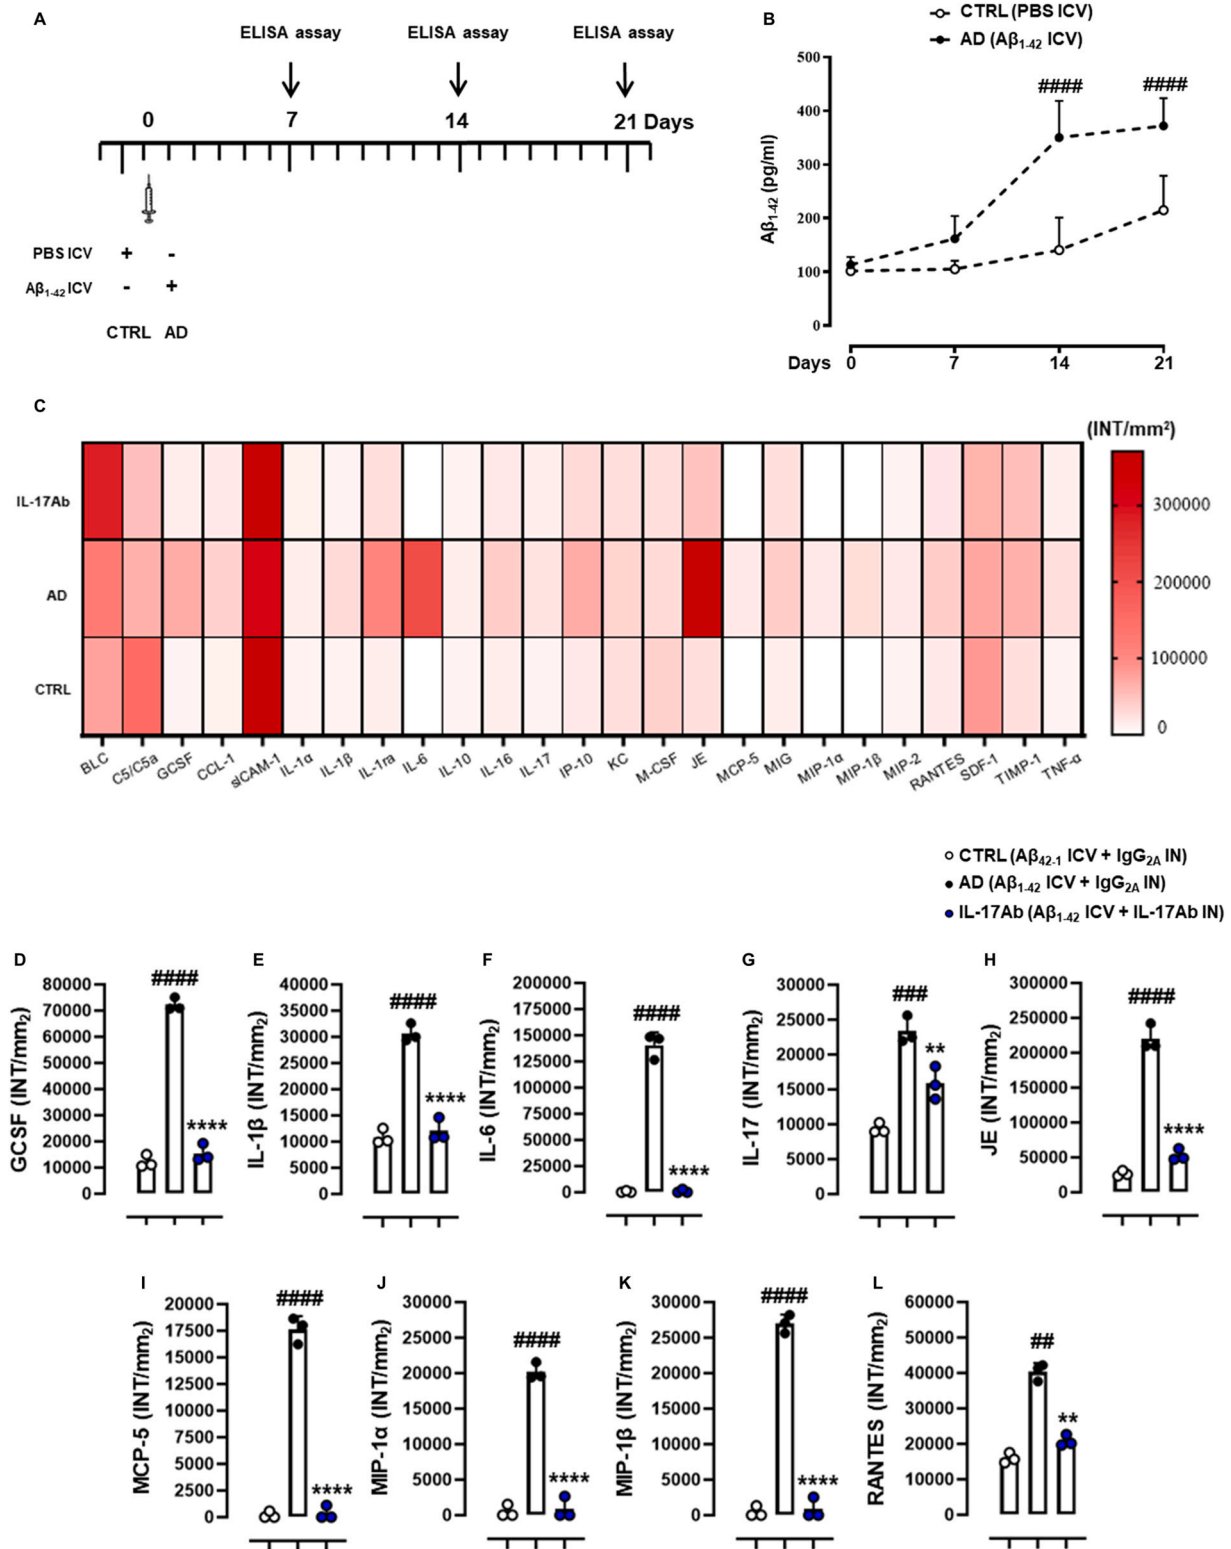 A
ELISA assay ELISA assay ELISA assay
0 7 14 21 Days
PBS ICV + -
Aβ1-42 ICV - +
CTRL AD
B
CTRL (PBS ICV)
AD (Aβ1-42 ICV)
#### ####
Aβ1-42 (pg/ml)
500
400
300
200
100
0
Days 0 7 14 21
C
(INT/mm²)
IL-17Ab
AD
CTRL
300000
200000
100000
0
BLC C5/C5a GCSF CCL-1 sICAM-1 IL-1α IL-1β IL-1ra IL-6 IL-10 IL-16 IL-17 IP-10 KC M-CSF JE MCP-5 MIG MIP-1α MIP-1β MIP-2 RANTES SDF-1 TIMP-1 TNF-α
CTRL (Aβ42-1 ICV + IgG2A IN)
AD (Aβ1-42 ICV + IgG2A IN)
IL-17Ab (Aβ1-42 ICV + IL-17Ab IN)
D
GCSF (INT/mm2)
80000
70000
60000
50000
40000
30000
20000
10000
0
####
****
E
IL-1β (INT/mm2)
40000
35000
30000
25000
20000
15000
10000
5000
0
####
****
F
IL-6 (INT/mm2)
200000
175000
150000
125000
100000
75000
50000
25000
0
####
****
G
IL-17 (INT/mm2)
30000
25000
20000
15000
10000
5000
0
###
**
H
JE (INT/mm2)
300000
250000
200000
150000
100000
50000
0
####
****
I
MCP-5 (INT/mm2)
20000
17500
15000
12500
10000
7500
5000
2500
0
####
****
J
MIP-1α (INT/mm2)
30000
25000
20000
15000
10000
5000
0
####
****
K
MIP-1β (INT/mm2)
30000
25000
20000
15000
10000
5000
0
####
****
L
RANTES (INT/mm2)
60000
50000
40000
30000
20000
10000
0
##
**